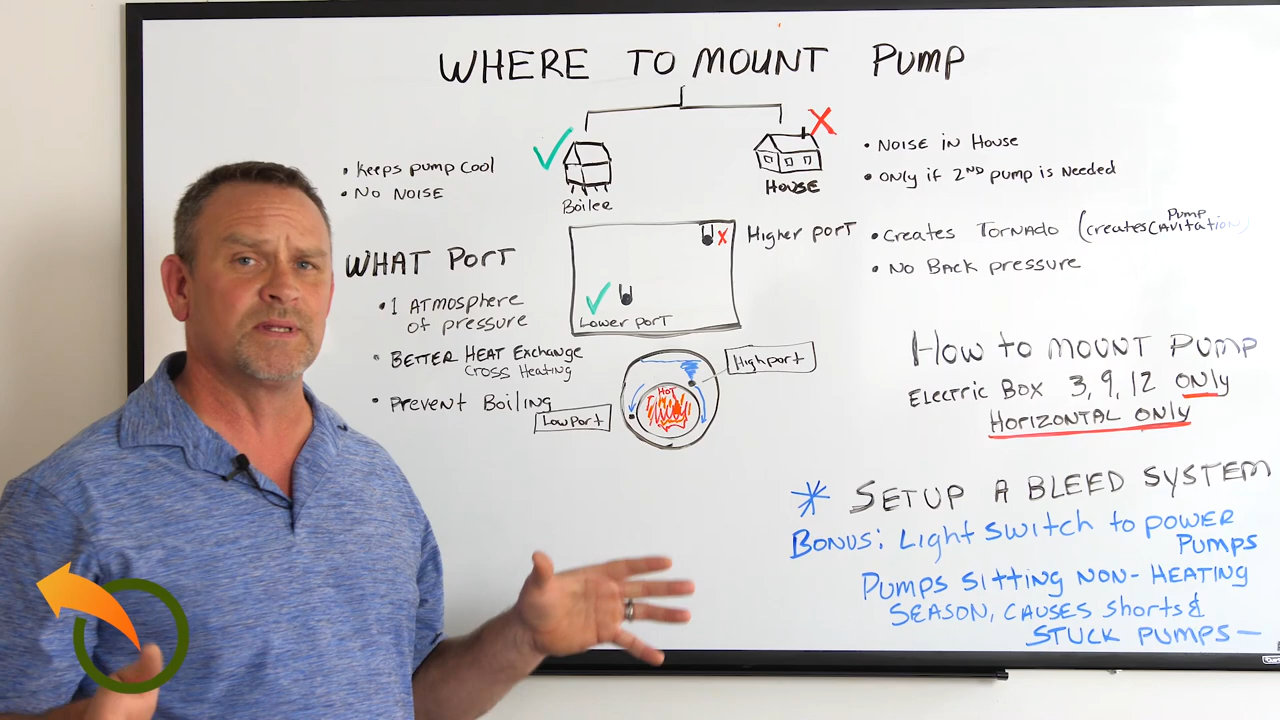 WHERE TO MOUNT PUMP
• Keeps pump Cool
• NO NOISE
Boiler
HOUSE
• NOISE IN HOUSE
• ONLY IF 2ND PUMP IS NEEDED
WHAT PORT
• 1 ATMOSPHERE
of pressure
• BETTER HEAT EXCHANGE
CROSS HEATING
• PREVENT BOILING
Higher port
Lower port
• Creates TORNADO (creates Pump CAVITATION)
• NO BACK pressure
High port
HOT
Low Port
HOW TO MOUNT PUMP
ELECTRIC BOX 3, 9, 12 ONLY
HORIZONTAL ONLY
* SETUP A BLEED SYSTEM
BONUS: Light switch to power
PUMPS
PUMPS SITTING NON-HEATING
SEASON, CAUSES shorts &
STUCK PUMPS —